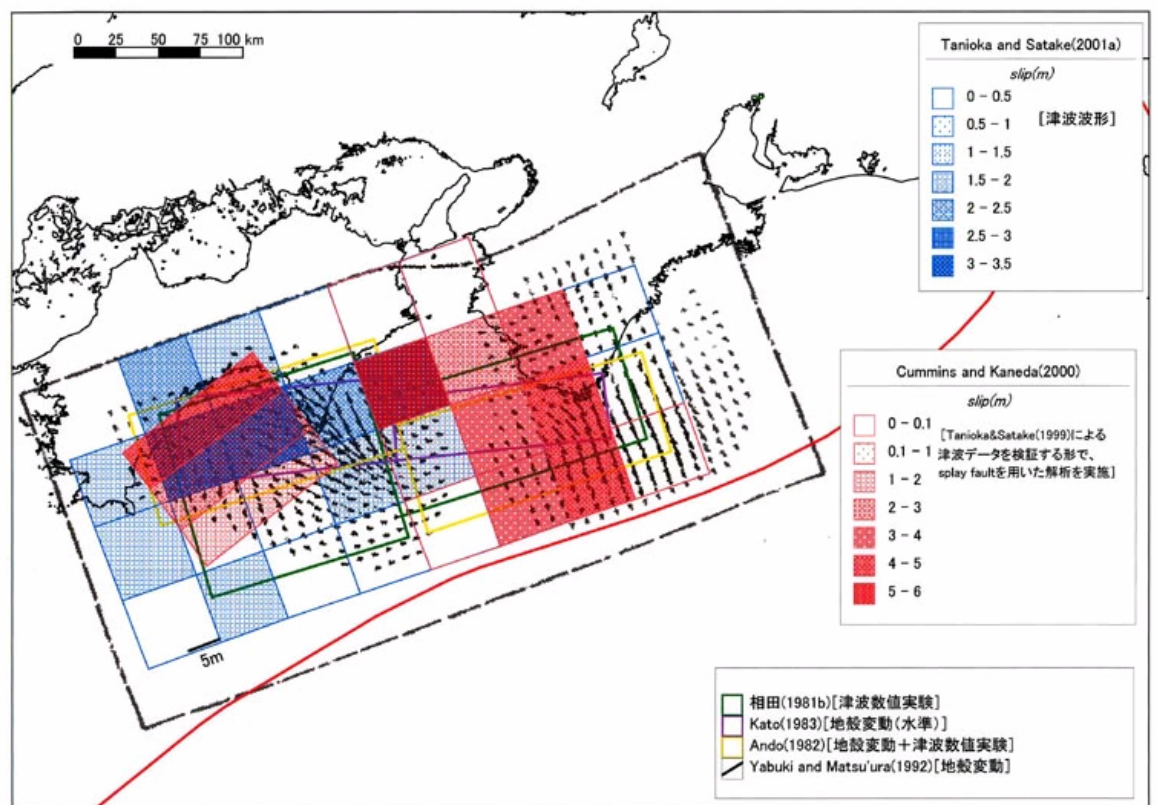 0 25 50 75 100 km
Tanioka and Satake(2001a)
slip(m)
0 - 0.5
0.5 - 1
[津波波形]
1 - 1.5
1.5 - 2
2 - 2.5
2.5 - 3
3 - 3.5
Cummins and Kaneda(2000)
slip(m)
0 - 0.1
0.1 - 1
[Tanioka&Satake(1999)による
津波データを検証する形で、
splay faultを用いた解析を実施]
1 - 2
2 - 3
3 - 4
4 - 5
5 - 6
5m
相田(1981b)[津波数値実験]
Kato(1983)[地殻変動(水準)]
Ando(1982)[地殻変動+津波数値実験]
Yabuki and Matsu'ura(1992)[地殻変動]